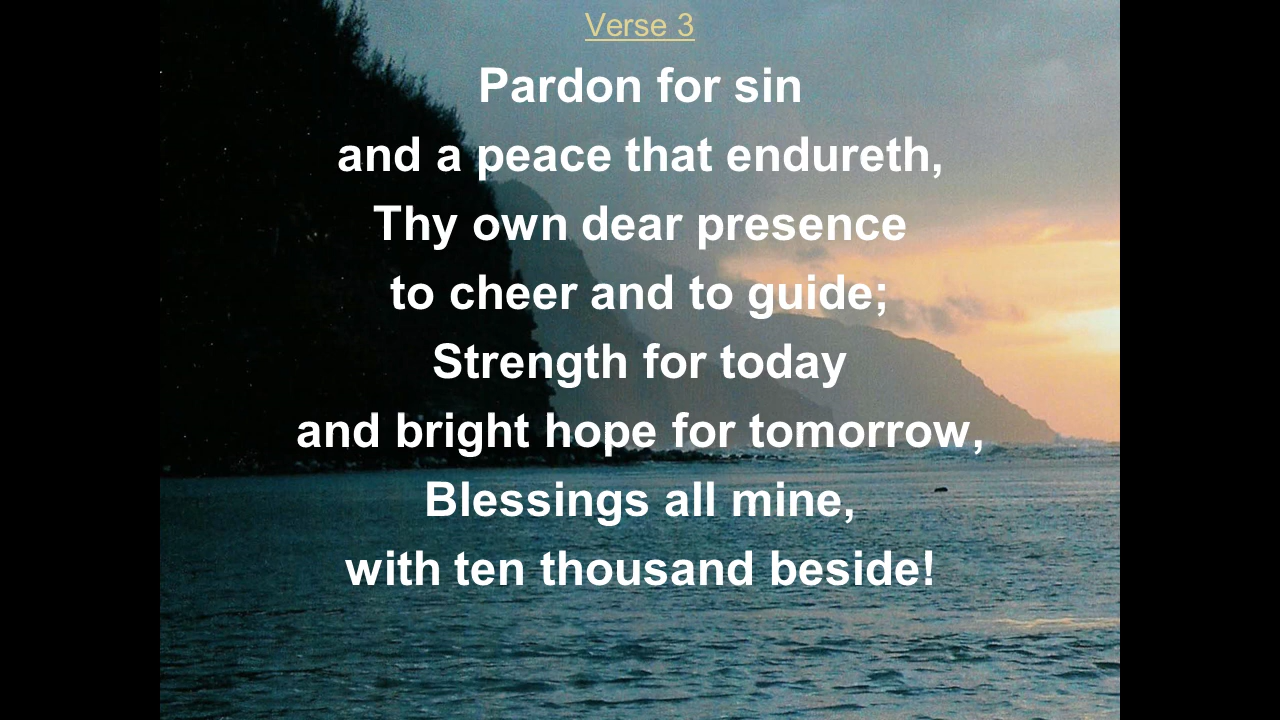 Verse 3
Pardon for sin
and a peace that endureth,
Thy own dear presence
to cheer and to guide;
Strength for today
and bright hope for tomorrow,
Blessings all mine,
with ten thousand beside!